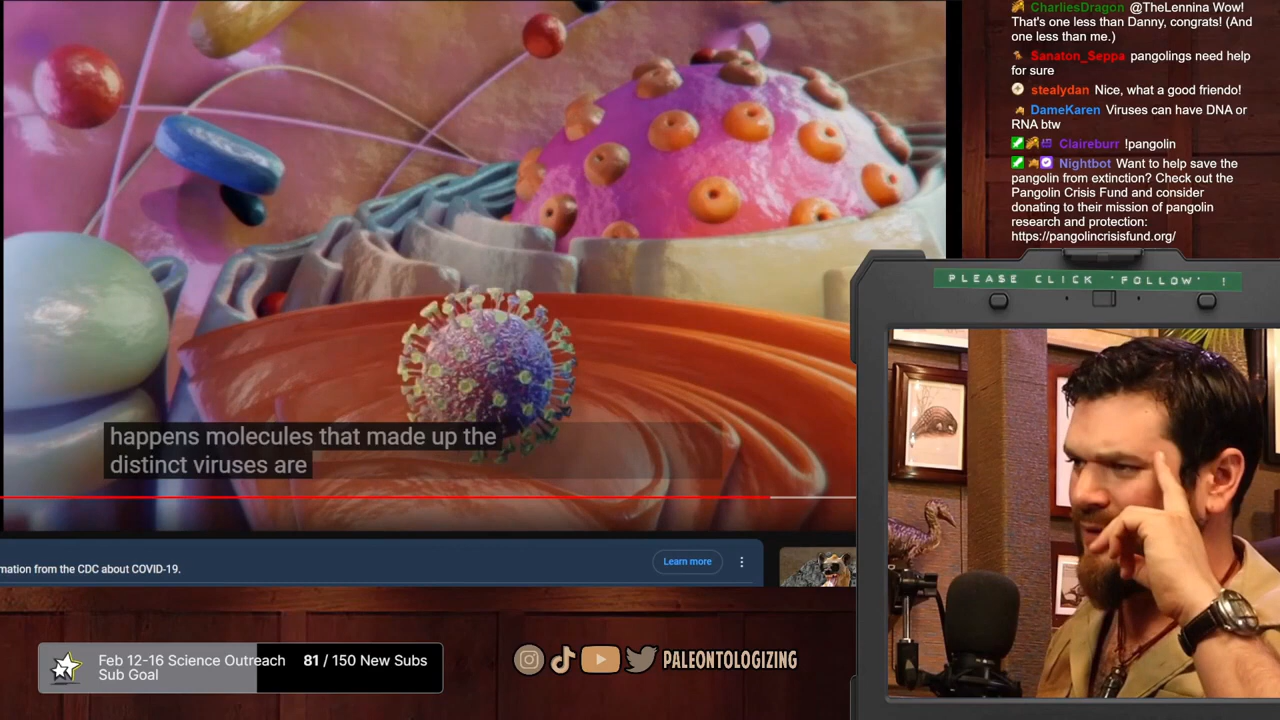 CharliesDragon @TheLennina Wow!
That's one less than Danny, congrats! (And
one less than me.)
Sanaton_Seppa pangolings need help
for sure
stealydan Nice, what a good friendo!
DameKaren Viruses can have DNA or
RNA btw
Claireburr !pangolin
Nightbot Want to help save the
pangolin from extinction? Check out the
Pangolin Crisis Fund and consider
donating to their mission of pangolin
research and protection:
https://pangolincrisisfund.org/
PLEASE CLICK 'FOLLOW' !
happens molecules that made up the
distinct viruses are
mation from the CDC about COVID-19.
Learn more
Feb 12-16 Science Outreach
Sub Goal
81 / 150 New Subs
PALEONTOLOGIZING